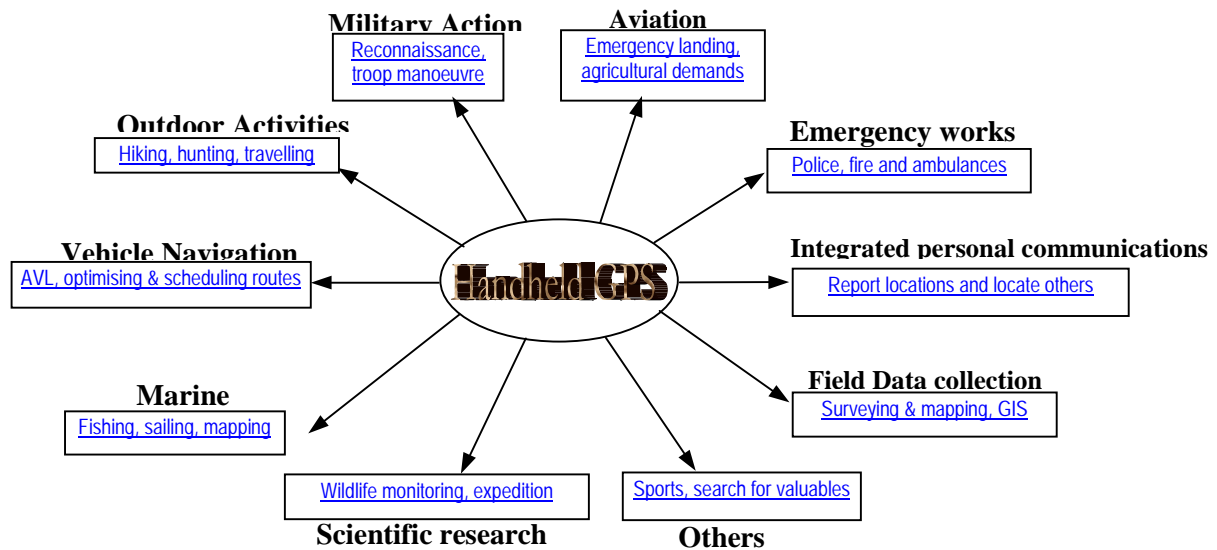 Military Action
Reconnaissance,
troop manoeuvre
Aviation
Emergency landing,
agricultural demands
Outdoor Activities
Hiking, hunting, travelling
Emergency works
Police, fire and ambulances
Vehicle Navigation
AVL, optimising & scheduling routes
Handheld GPS
Integrated personal communications
Report locations and locate others
Marine
Fishing, sailing, mapping
Field Data collection
Surveying & mapping, GIS
Wildlife monitoring, expedition
Scientific research
Sports, search for valuables
Others